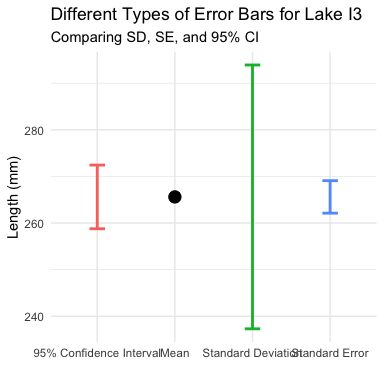 Different Types of Error Bars for Lake I3
Comparing SD, SE, and 95% CI
Length (mm)
280
260
240
95% Confidence Interval Mean Standard Deviation Standard Error